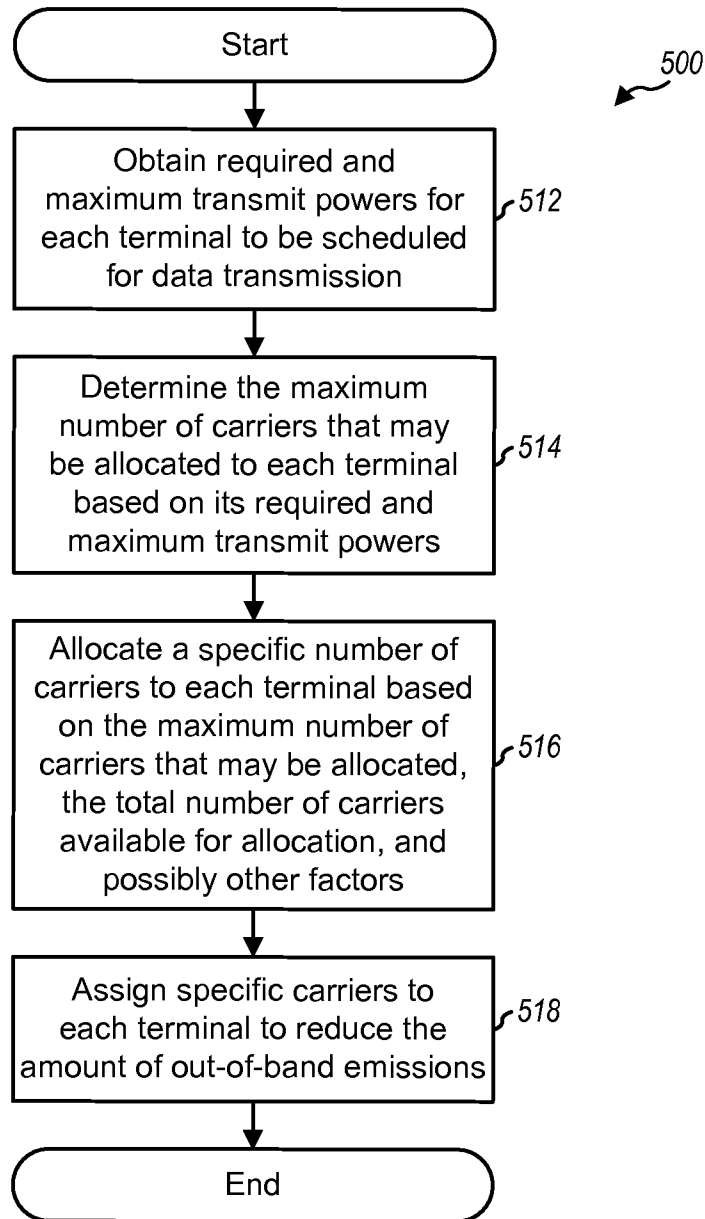 Start
500
Obtain required and
maximum transmit powers for
each terminal to be scheduled
for data transmission
512
Determine the maximum
number of carriers that may
be allocated to each terminal
based on its required and
maximum transmit powers
514
Allocate a specific number of
carriers to each terminal based
on the maximum number of
carriers that may be allocated,
the total number of carriers
available for allocation, and
possibly other factors
516
Assign specific carriers to
each terminal to reduce the
amount of out-of-band emissions
518
End